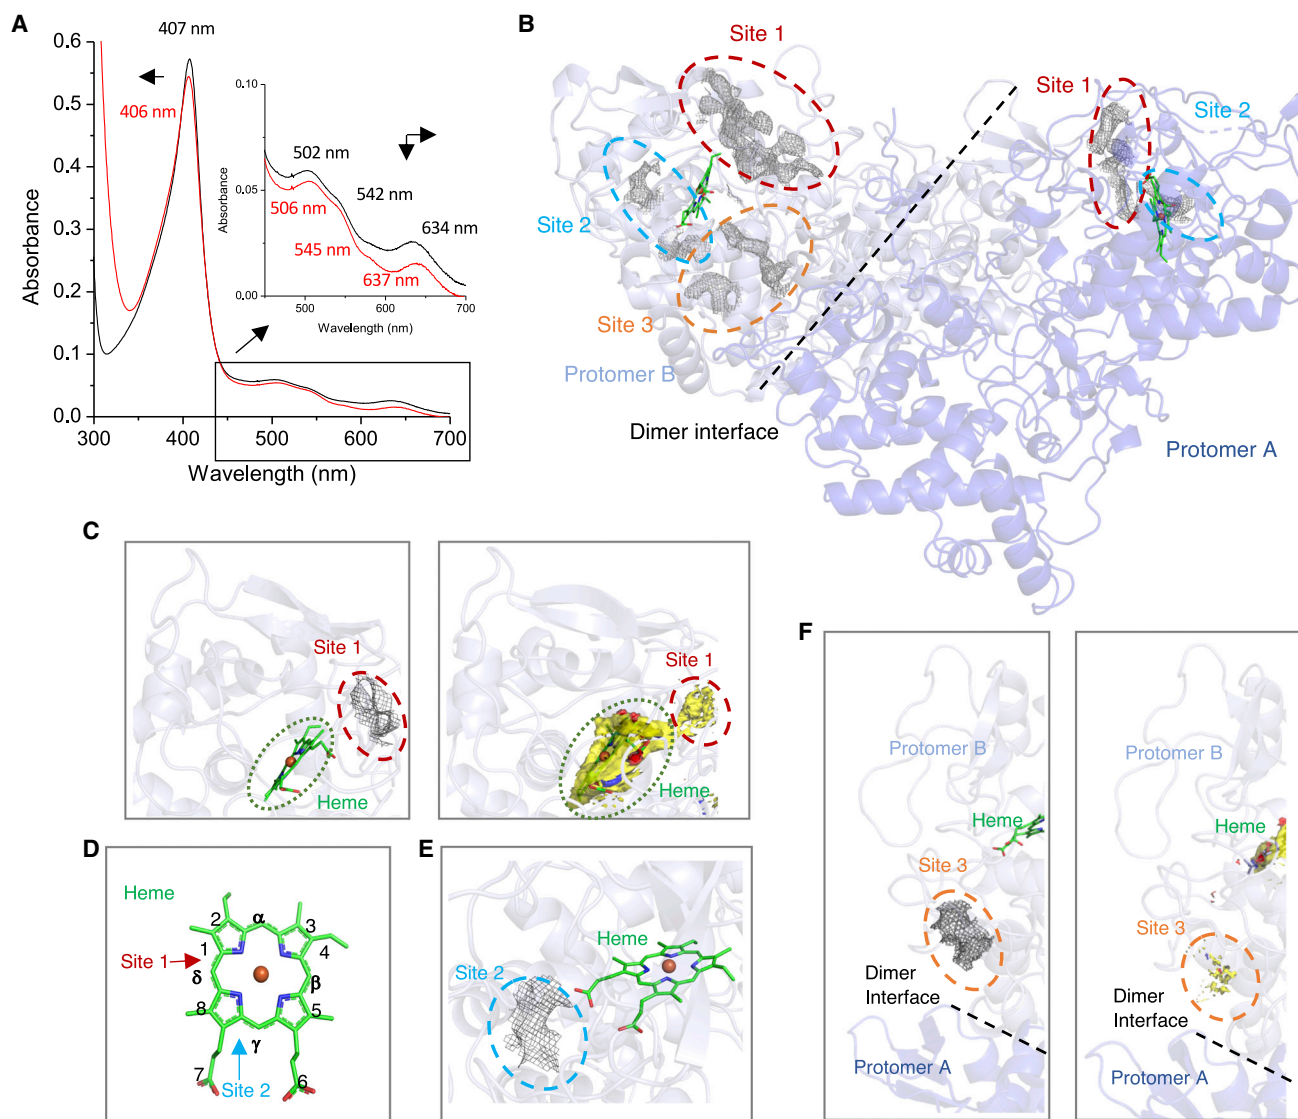 A
407 nm
406 nm
0.6
0.5
0.4
0.3
0.2
0.1
0.0
300
400
500
600
700
Absorbance
Wavelength (nm)
0.10
0.05
0.00
500
600
700
Absorbance
Wavelength (nm)
502 nm
542 nm
634 nm
506 nm
545 nm
637 nm
B
Site 1
Site 2
Site 3
Protomer B
Dimer interface
Site 1
Site 2
Protomer A
C
Site 1
Heme
Site 1
Heme
D
Heme
2
α
3
1
4
Site 1
δ
β
8
5
γ
7
Site 2
6
E
Heme
Site 2
F
Protomer B
Heme
Site 3
Dimer
Interface
Protomer A
Protomer B
Heme
Site 3
Dimer
Interface
Protomer A